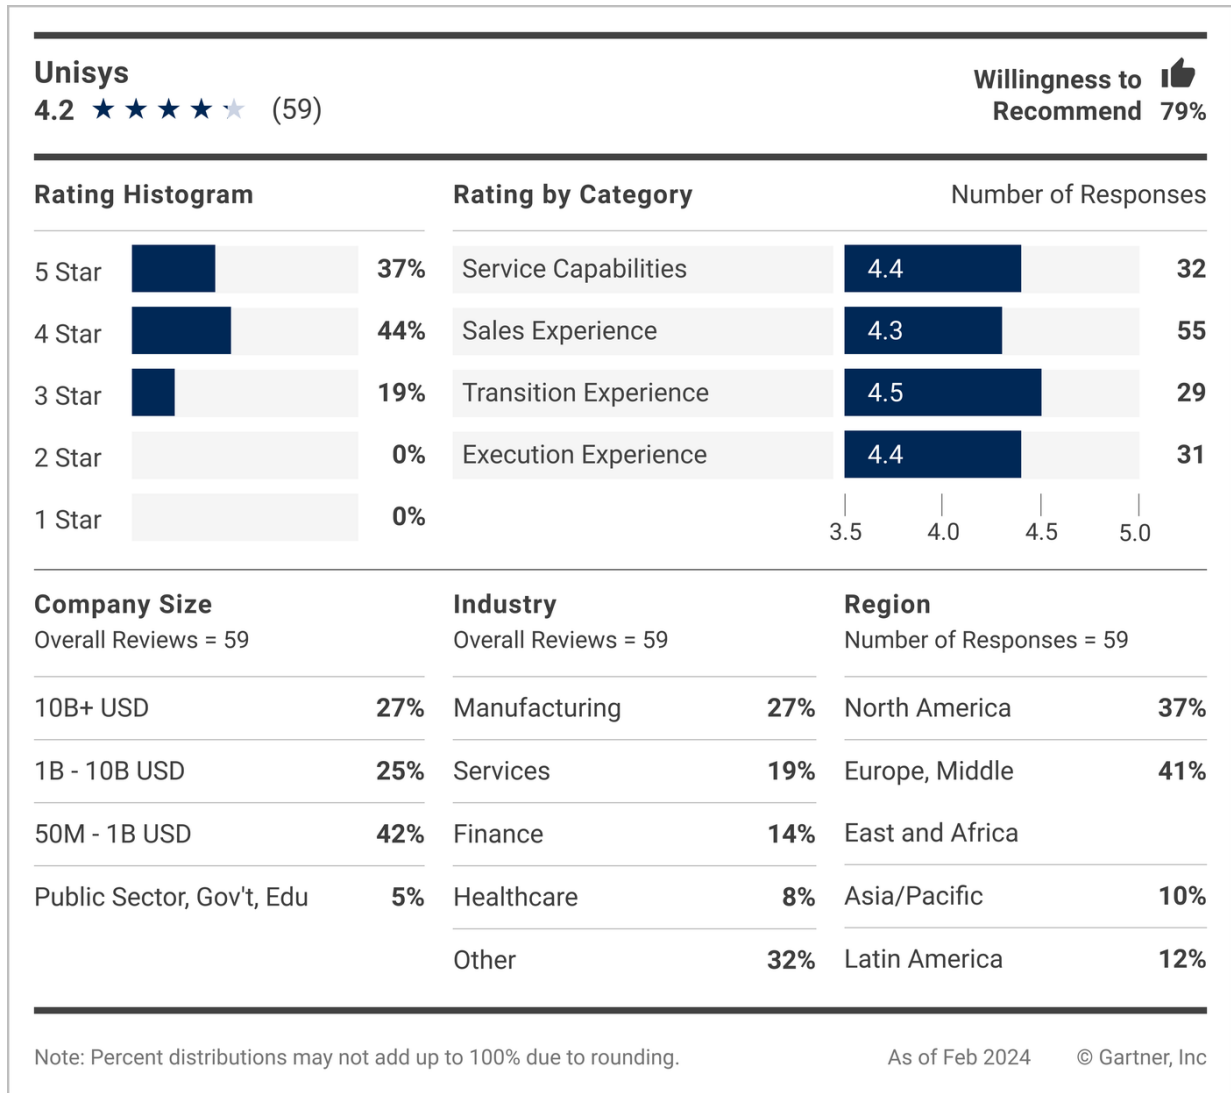 Unisys
4.2 (59)
Willingness to
Recommend 79%
Rating Histogram
5 Star 37%
4 Star 44%
3 Star 19%
2 Star 0%
1 Star 0%
Rating by Category Number of Responses
Service Capabilities 4.4 32
Sales Experience 4.3 55
Transition Experience 4.5 29
Execution Experience 4.4 31
3.5 4.0 4.5 5.0
Company Size
Overall Reviews = 59
10B+ USD 27%
1B - 10B USD 25%
50M - 1B USD 42%
Public Sector, Gov't, Edu 5%
Industry
Overall Reviews = 59
Manufacturing 27%
Services 19%
Finance 14%
Healthcare 8%
Other 32%
Region
Number of Responses = 59
North America 37%
Europe, Middle 41%
East and Africa
Asia/Pacific 10%
Latin America 12%
Note: Percent distributions may not add up to 100% due to rounding. As of Feb 2024 © Gartner, Inc